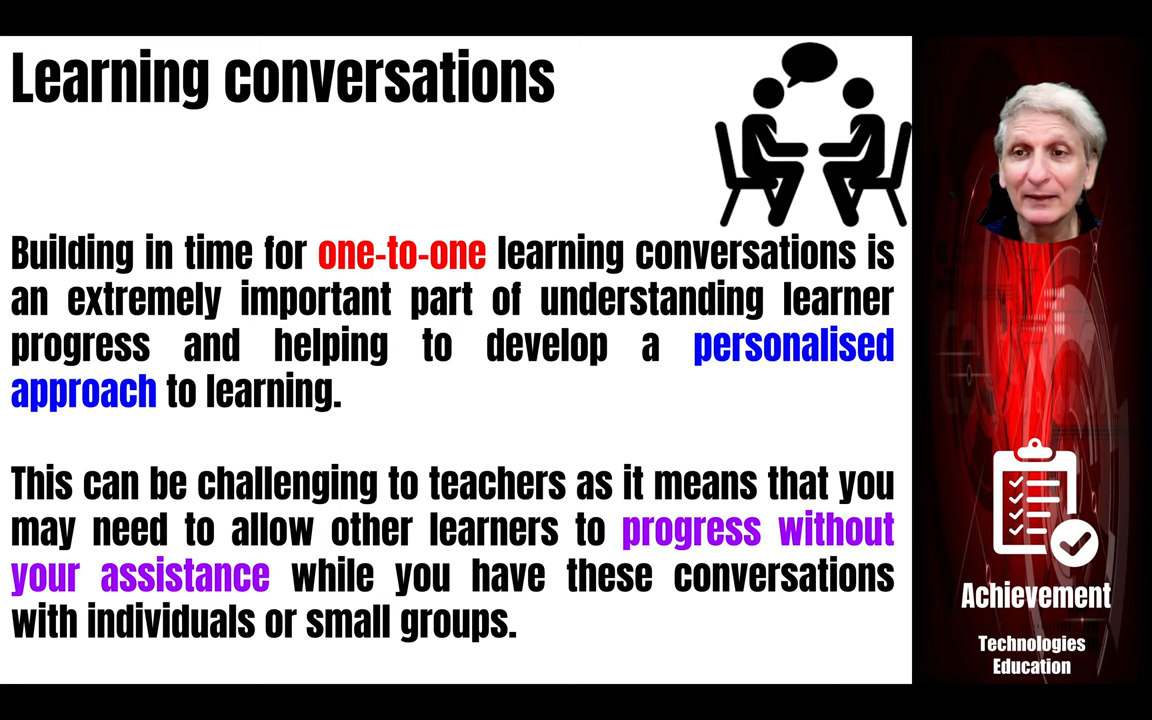 Learning conversations
Building in time for one-to-one learning conversations is
an extremely important part of understanding learner
progress and helping to develop a personalised
approach to learning.
This can be challenging to teachers as it means that you
may need to allow other learners to progress without
your assistance while you have these conversations
with individuals or small groups.
Achievement
Technologies
Education